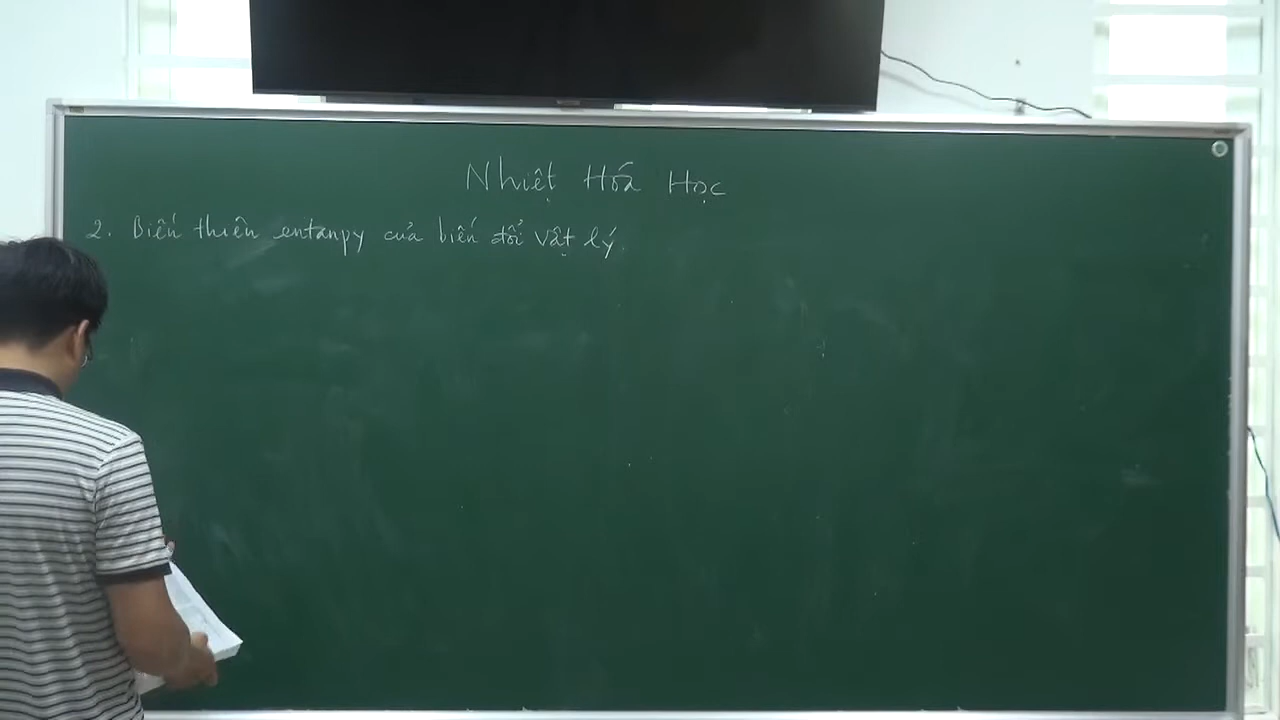 Nhiệt Hóa Học
2. Biến thiên entanpy của biến đổi vật lý.